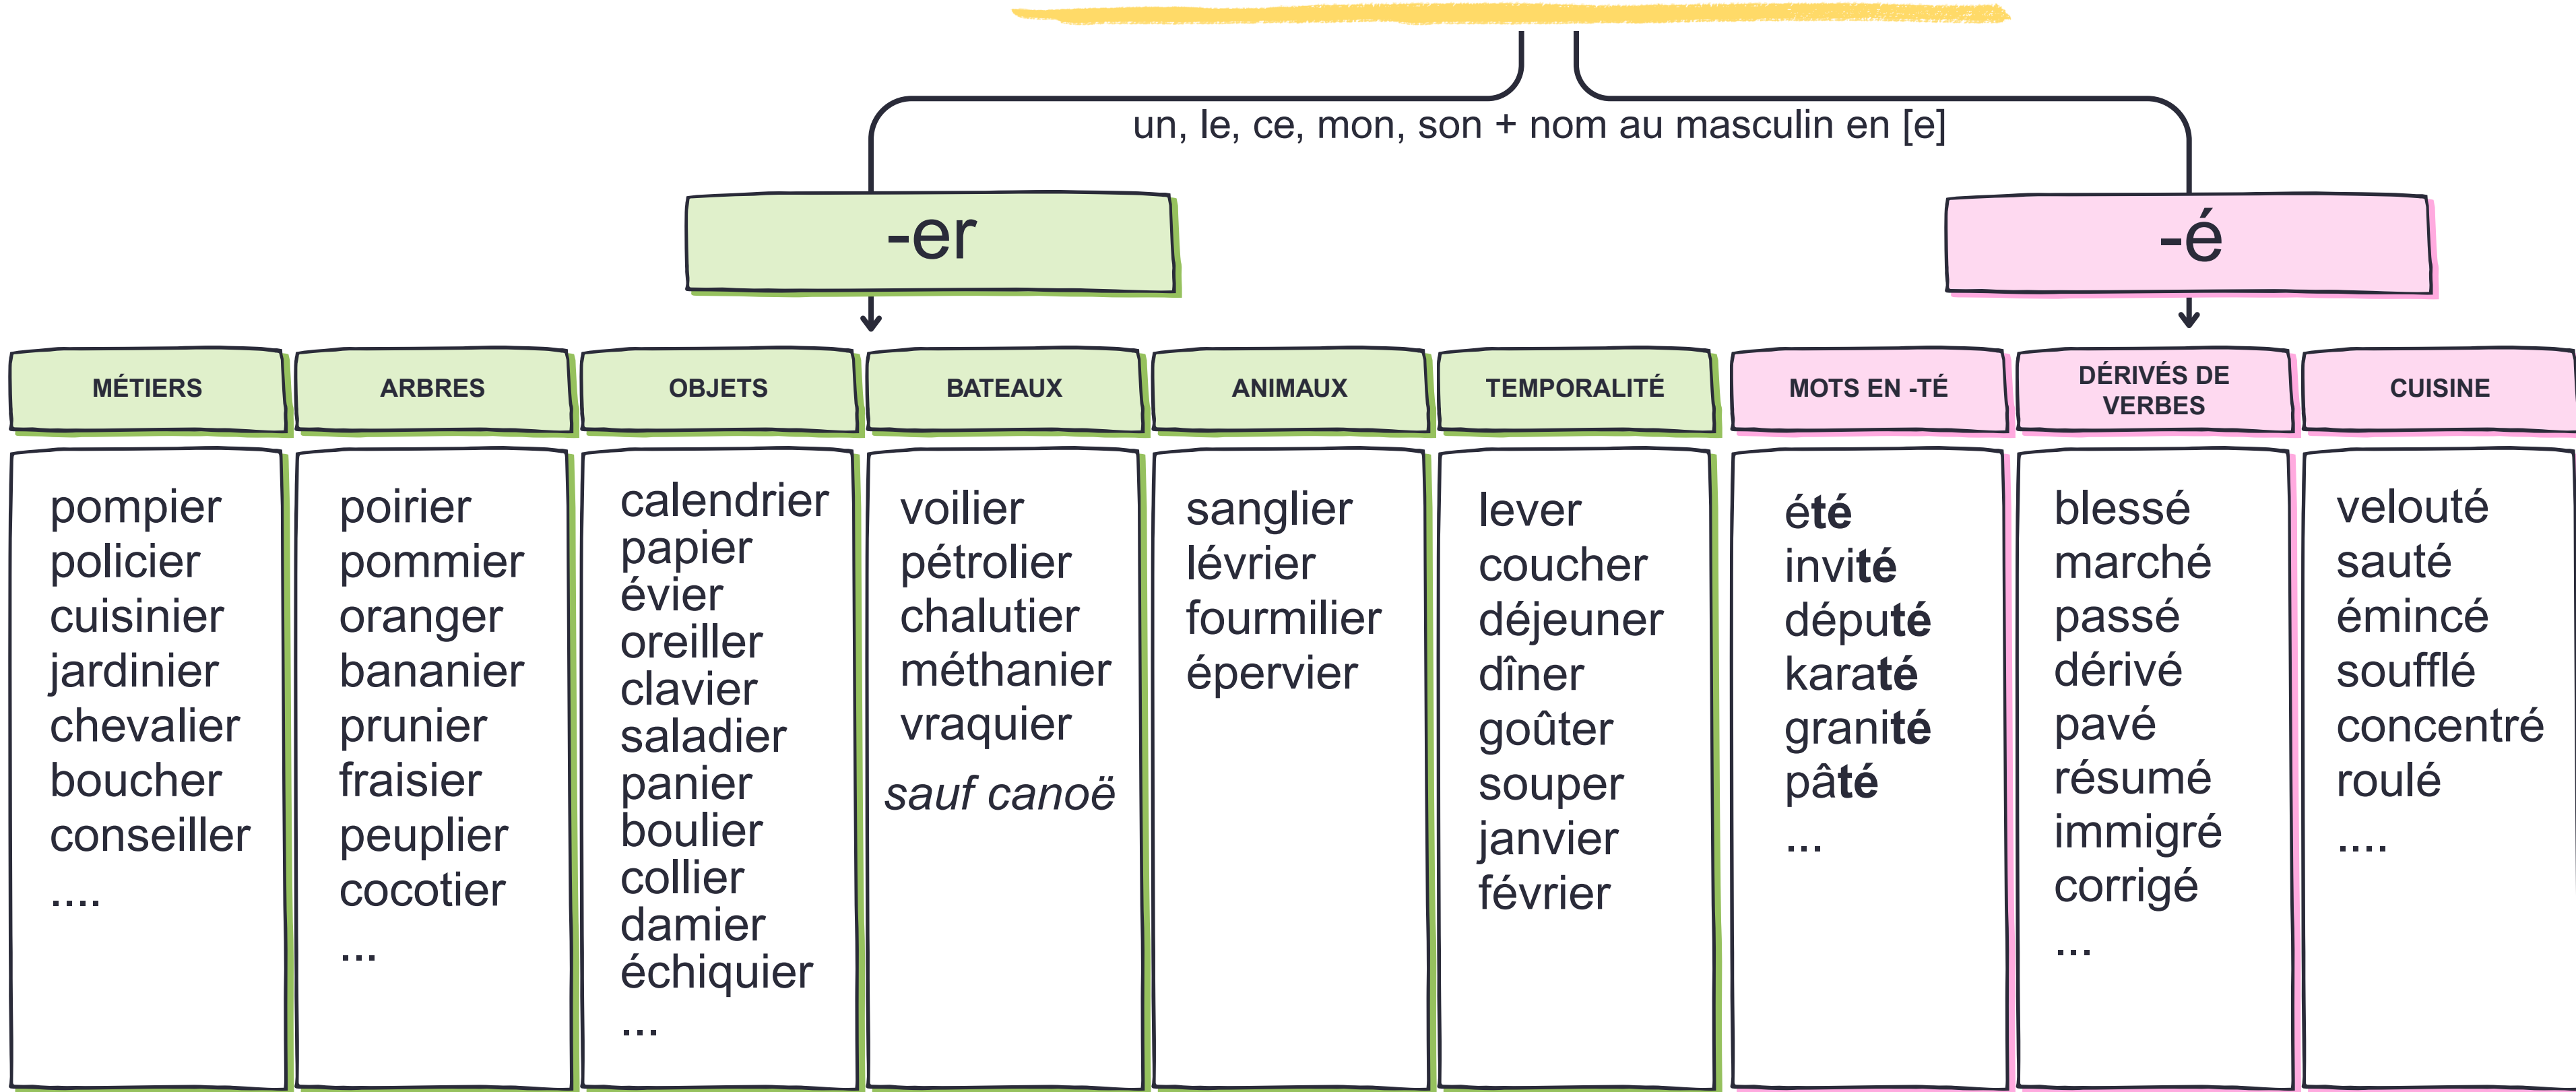 un, le, ce, mon, son + nom au masculin en [e]
-er
-é
MÉTIERS
pompier
policier
cuisinier
jardinier
chevalier
boucher
conseiller
....
ARBRES
poirier
pommier
oranger
bananier
prunier
fraisier
peuplier
cocotier
...
OBJETS
calendrier
papier
évier
oreiller
clavier
saladier
panier
boulier
collier
damier
échiquier
...
BATEAUX
voilier
pétrolier
chalutier
méthanier
vraquier
sauf canoë
ANIMAUX
sanglier
lévrier
fourmilier
épervier
TEMPORALITÉ
lever
coucher
déjeuner
dîner
goûter
souper
janvier
février
MOTS EN -TÉ
été
invité
député
karaté
granité
pâté
...
DÉRIVÉS DE
VERBES
blessé
marché
passé
dérivé
pavé
résumé
immigré
corrigé
...
CUISINE
velouté
sauté
émincé
soufflé
concentré
roulé
....